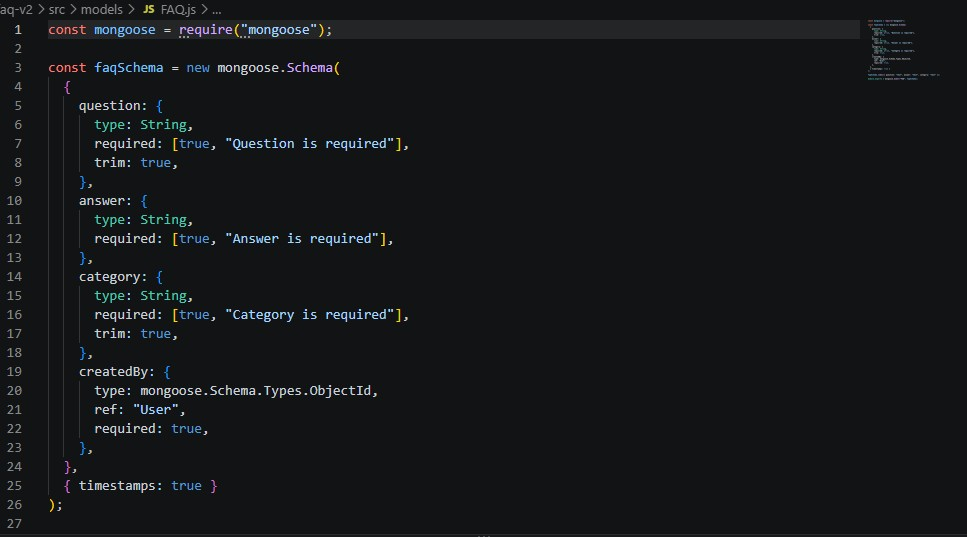 aq-v2 > src > models > JS FAQ.js > ...
1 const mongoose = require("mongoose");
2
3 const faqSchema = new mongoose.Schema(
4   {
5     question: {
6       type: String,
7       required: [true, "Question is required"],
8       trim: true,
9     },
10     answer: {
11       type: String,
12       required: [true, "Answer is required"],
13     },
14     category: {
15       type: String,
16       required: [true, "Category is required"],
17       trim: true,
18     },
19     createdBy: {
20       type: mongoose.Schema.Types.ObjectId,
21       ref: "User",
22       required: true,
23     },
24   },
25   { timestamps: true }
26 );
27